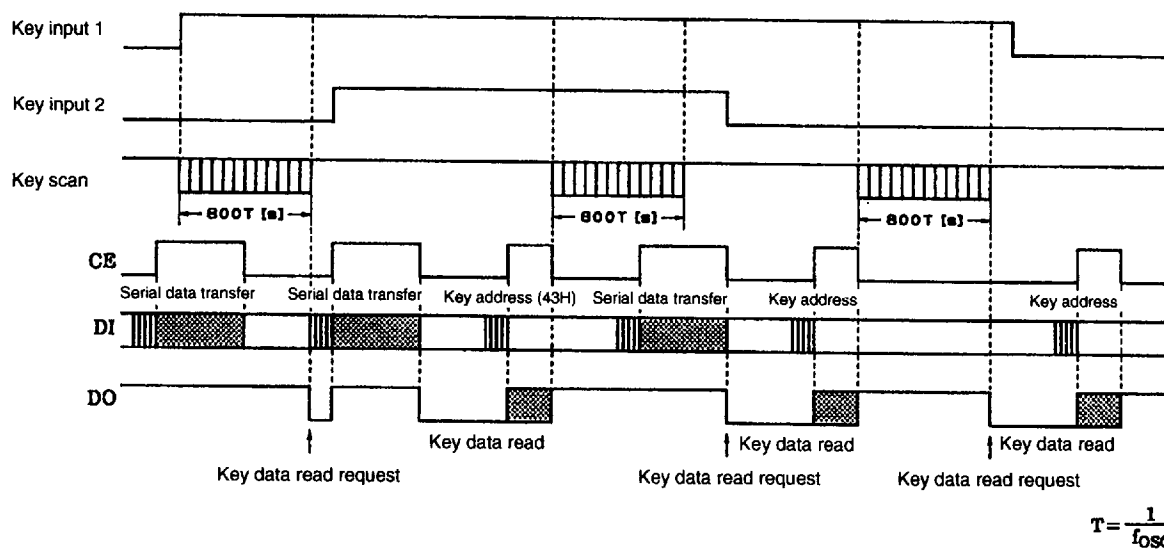 Key input 1
Key input 2
Key scan
800T [s] 800T [s] 800T [s]
CE
Serial data transfer Serial data transfer Key address (43H) Serial data transfer Key address Key address
DI
DO
Key data read Key data read Key data read
Key data read request Key data read request Key data read request
T = 1
fosc